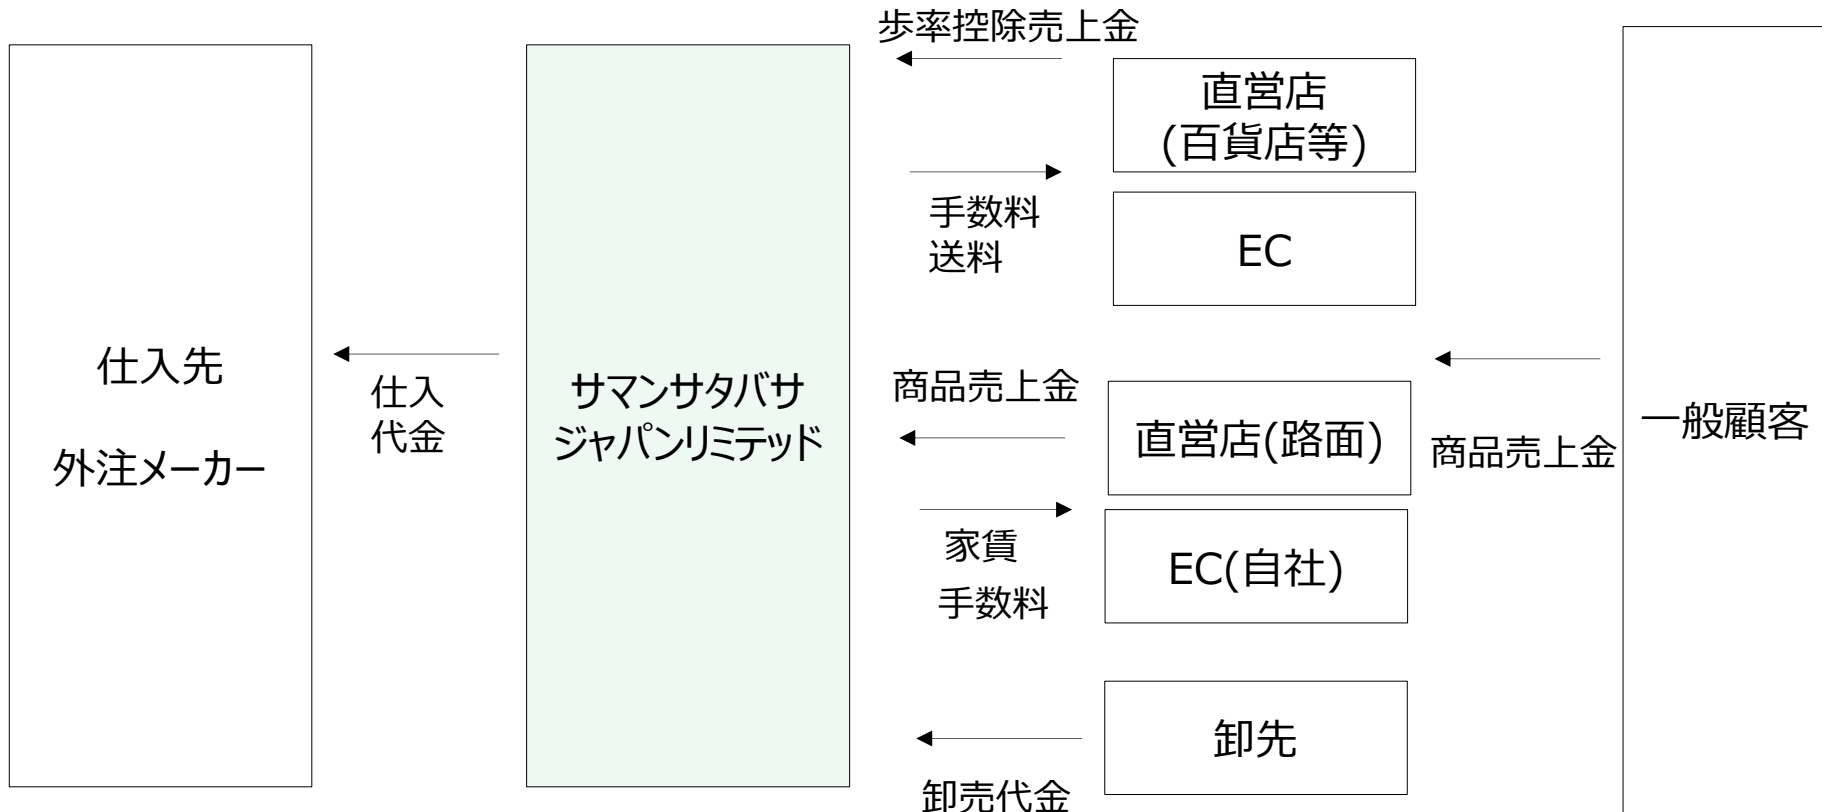 仕入先
外注メーカー
仕入
代金
サマンサタバサ
ジャパンリミテッド
歩率控除売上金
手数料
送料
商品売上金
家賃
手数料
卸売代金
直営店
(百貨店等)
EC
直営店(路面)
EC(自社)
卸先
商品売上金
一般顧客